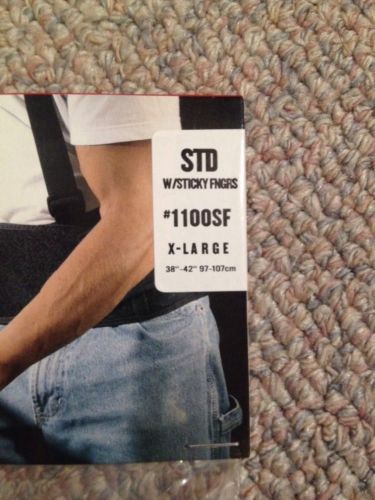 STD
W/STICKY FNGRS
#1100SF
X-LARGE
38"-42" 97-107cm